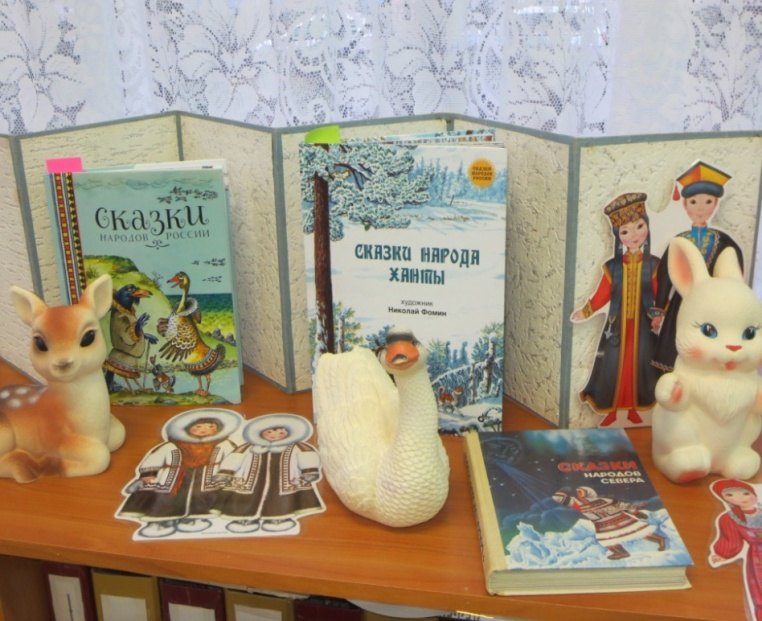 Сказки
НАРОДОВ РОССИИ
СКАЗКИ НАРОДА
ХАНТЫ
художник
Николай Фомин
СКАЗКИ
НАРОДОВ
СЕВЕРА